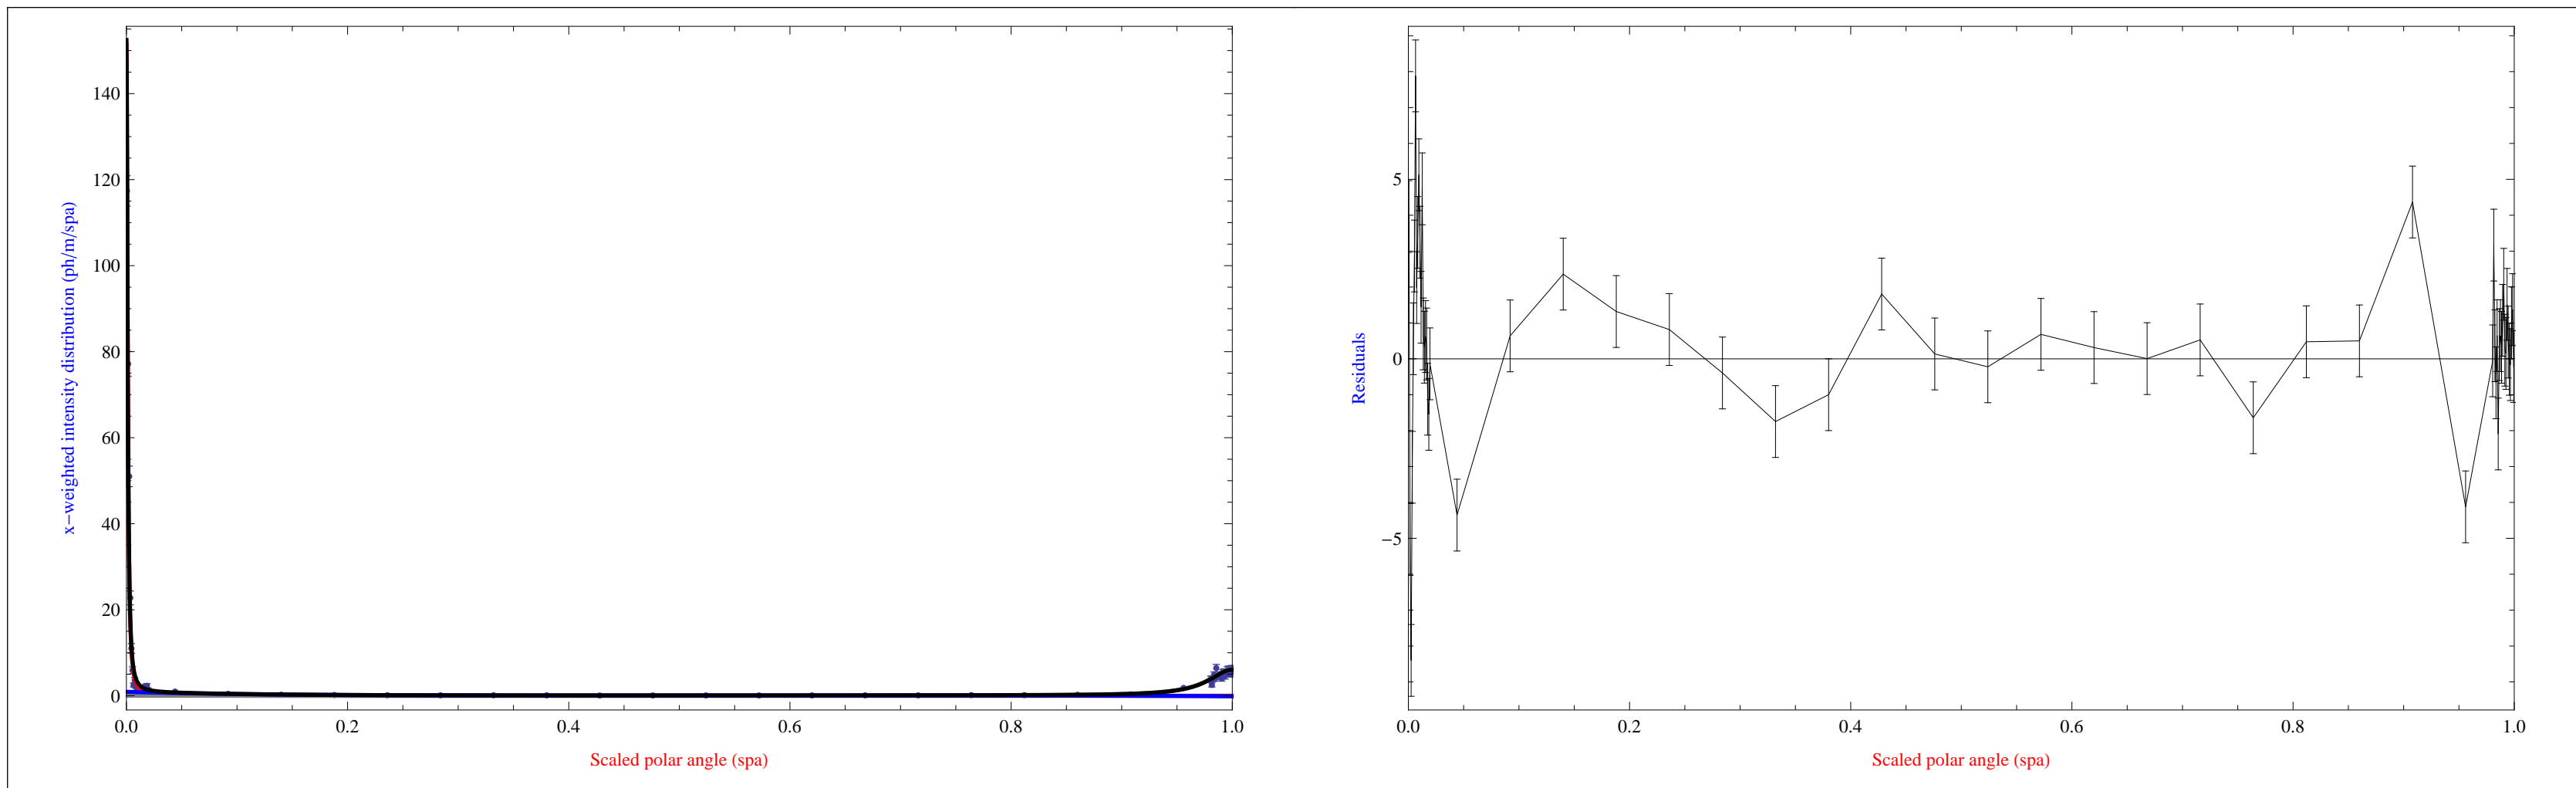 x−weighted intensity distribution (ph/m/spa)
140
120
100
80
60
40
20
0
0.0 0.2 0.4 0.6 0.8 1.0
Scaled polar angle (spa)
Residuals
5
0
−5
0.0 0.2 0.4 0.6 0.8 1.0
Scaled polar angle (spa)